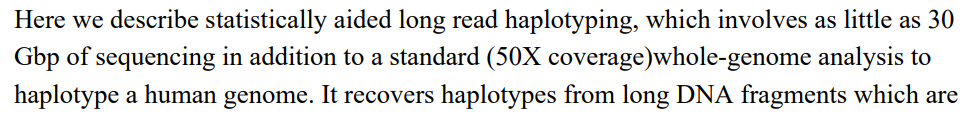 Here we describe statistically aided long read haplotyping, which involves as little as 30
Gbp of sequencing in addition to a standard (50X coverage)whole-genome analysis to
haplotype a human genome. It recovers haplotypes from long DNA fragments which are